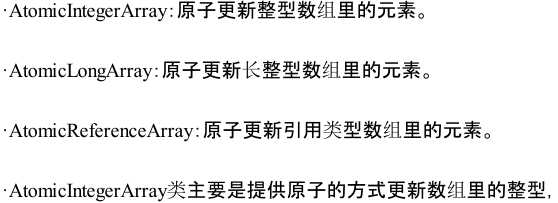 ·AtomicIntegerArray:原子更新整型数组里的元素。
·AtomicLongArray:原子更新长整型数组里的元素。
·AtomicReferenceArray:原子更新引用类型数组里的元素。
·AtomicIntegerArray类主要是提供原子的方式更新数组里的整型,